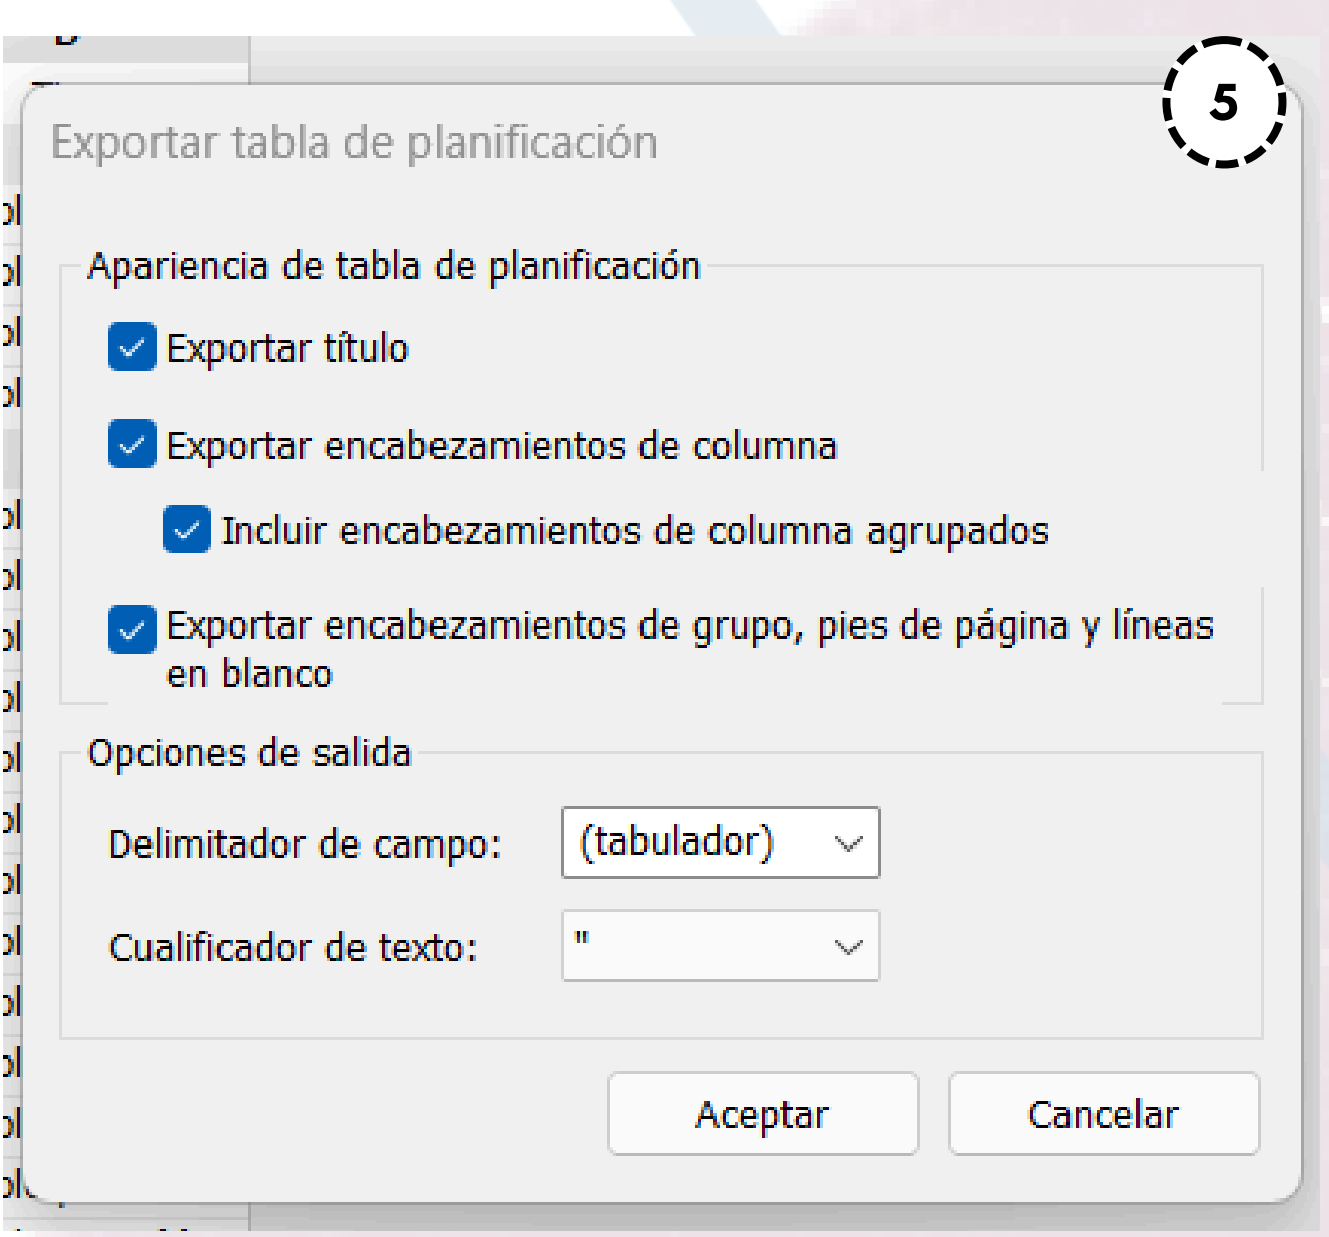 5
Exportar tabla de planificación
Apariencia de tabla de planificación
Exportar título
Exportar encabezamientos de columna
Incluir encabezamientos de columna agrupados
Exportar encabezamientos de grupo, pies de página y líneas
en blanco
Opciones de salida
Delimitador de campo: (tabulador)
Cualificador de texto: "
Aceptar Cancelar